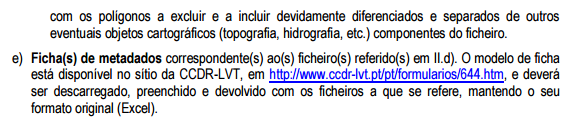 com os polígonos a excluir e a incluir devidamente diferenciados e separados de outros
eventuais objetos cartográficos (topografia, hidrografia, etc.) componentes do ficheiro.
e) Ficha(s) de metadados correspondente(s) ao(s) ficheiro(s) referido(s) em II.d). O modelo de ficha
está disponível no sítio da CCDR-LVT, em http://www.ccdr-lvt.pt/pt/formularios/644.htm, e deverá
ser descarregado, preenchido e devolvido com os ficheiros a que se refere, mantendo o seu
formato original (Excel).